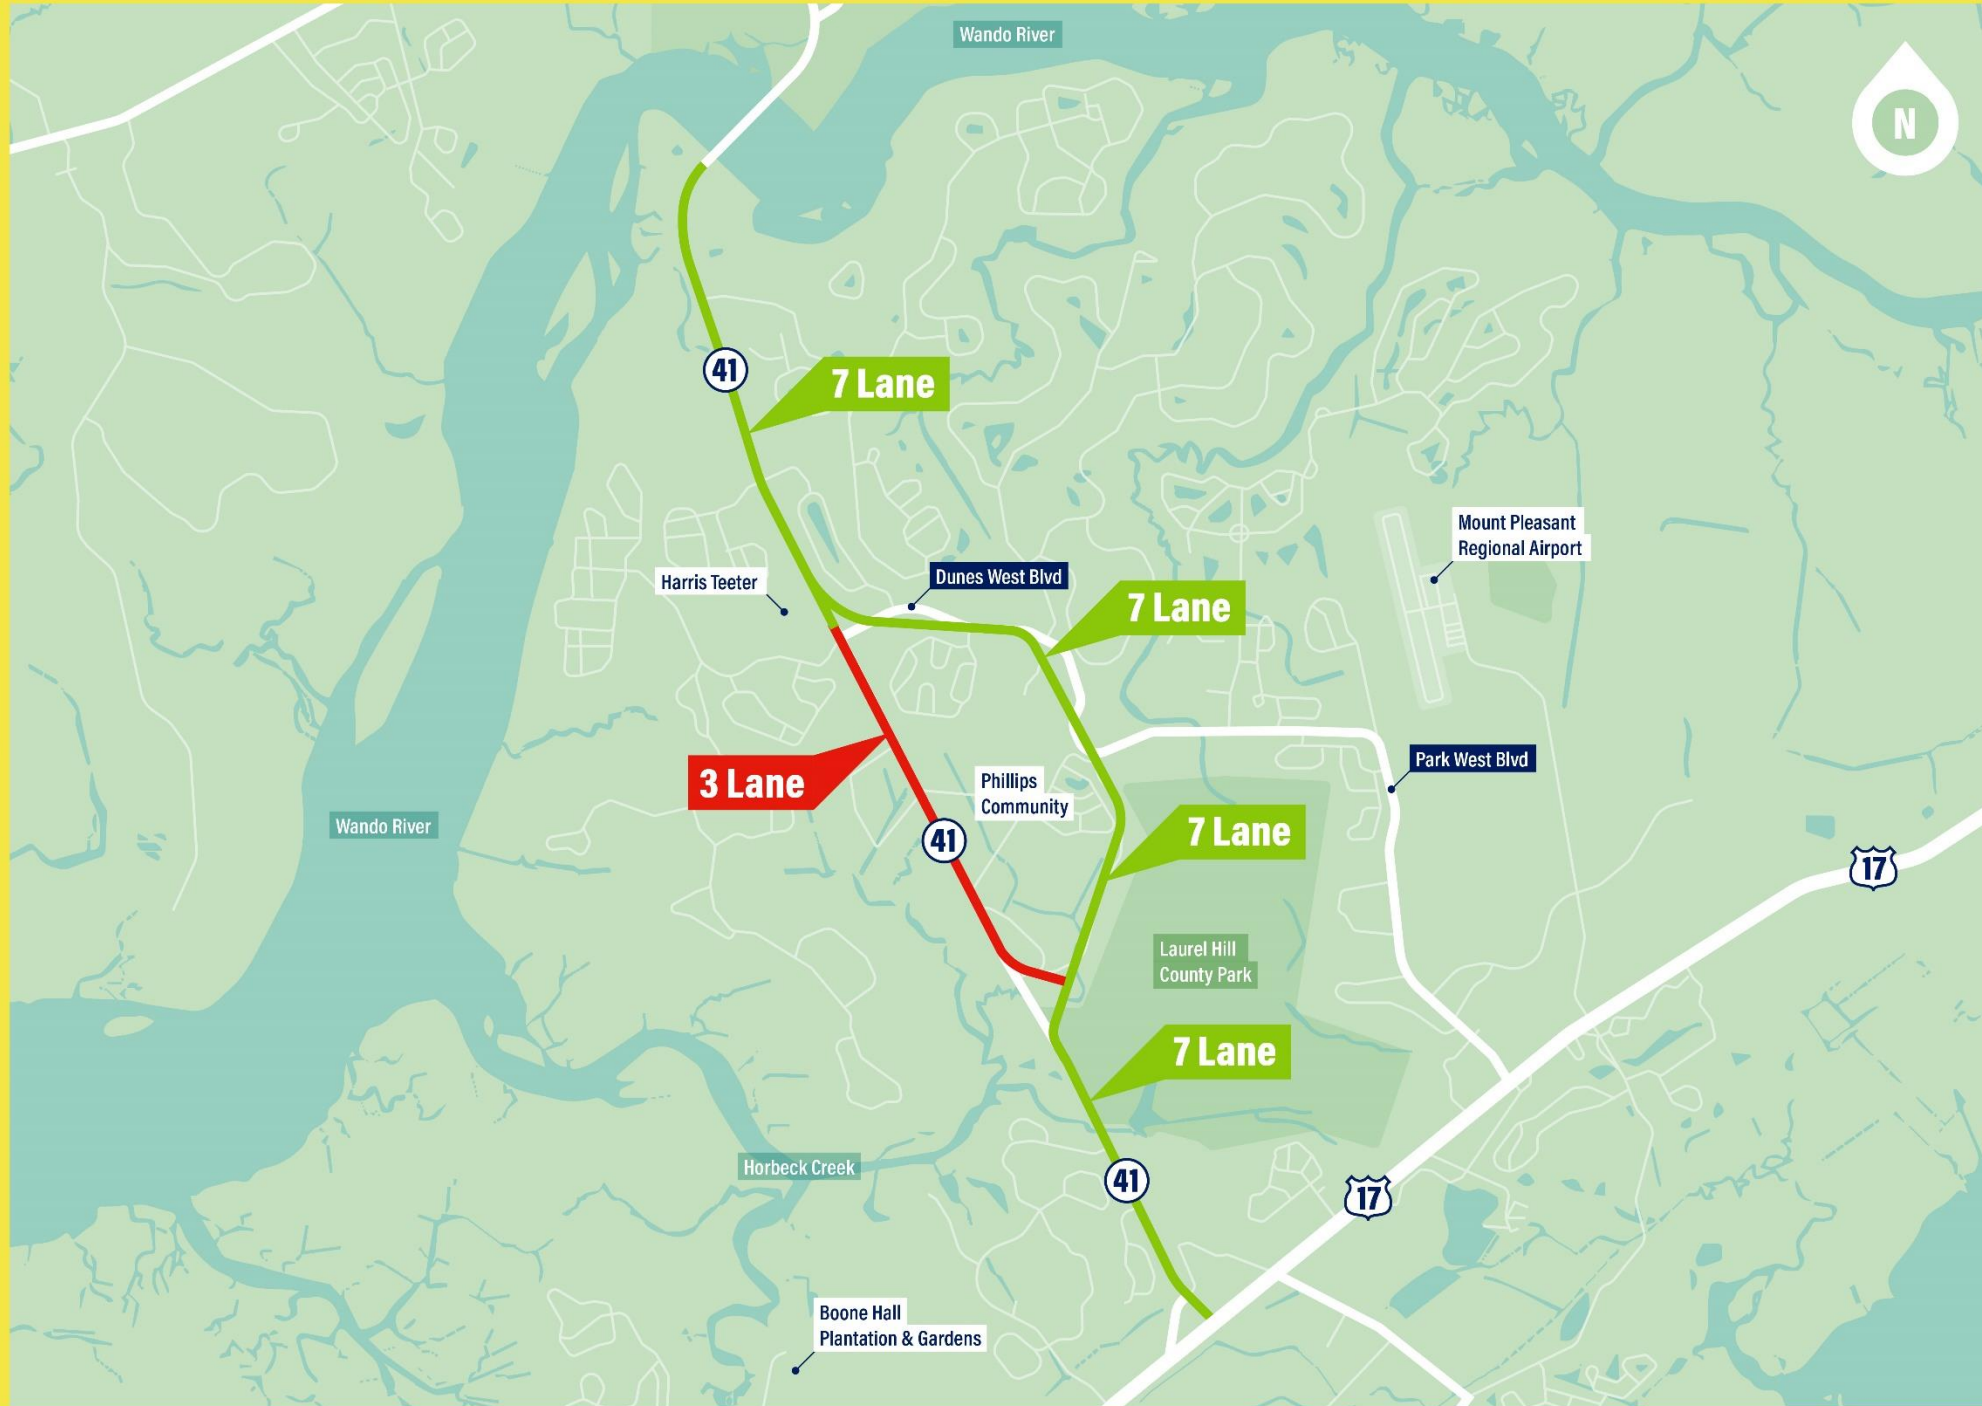 Wando River
N
41
7 Lane
Mount Pleasant
Regional Airport
Harris Teeter
Dunes West Blvd
7 Lane
3 Lane
Phillips
Community
Park West Blvd
Wando River
41
7 Lane
17
Laurel Hill
County Park
7 Lane
Horbeck Creek
41
17
Boone Hall
Plantation & Gardens